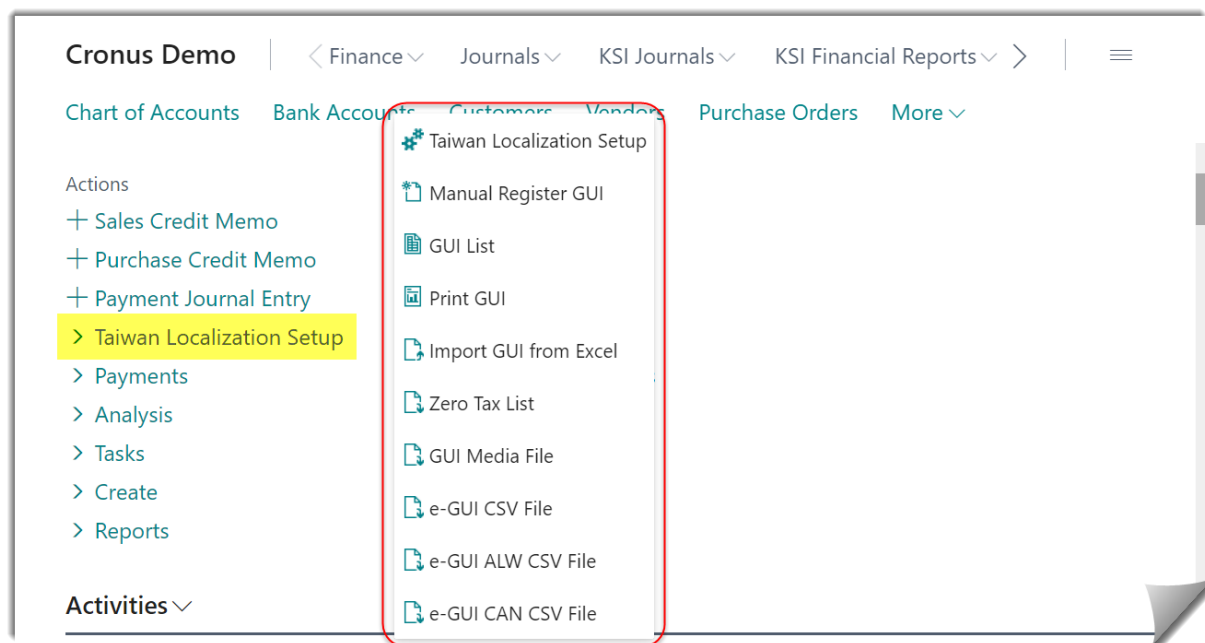 Cronus Demo
Finance
Journals
KSI Journals
KSI Financial Reports
Chart of Accounts
Bank Accounts
Customers
Vendors
Purchase Orders
More
Actions
Sales Credit Memo
Purchase Credit Memo
Payment Journal Entry
Taiwan Localization Setup
Payments
Analysis
Tasks
Create
Reports
Taiwan Localization Setup
Manual Register GUI
GUI List
Print GUI
Import GUI from Excel
Zero Tax List
GUI Media File
e-GUI CSV File
e-GUI ALW CSV File
e-GUI CAN CSV File
Activities